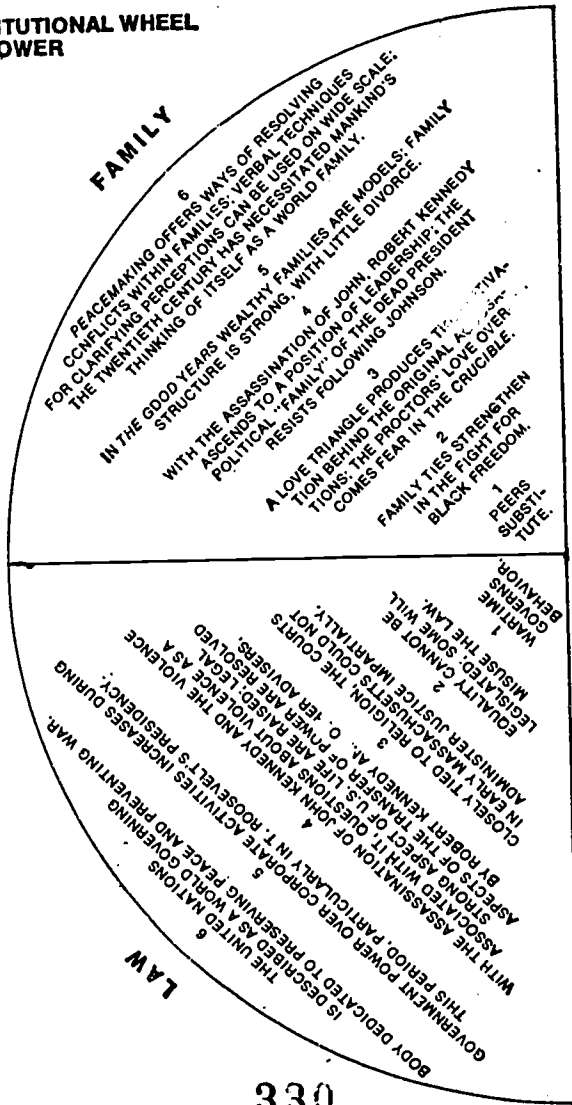 ITUTIONAL WHEEL
OWER
FAMILY
6
PEACEMAKING OFFERS WAYS OF RESOLVING
CCNFLICTS WITHIN FAMILIES; VERBAL TECHNIQUES
FOR CLARIFYING PERCEPTIONS CAN BE USED ON WIDE SCALE:
THE TWENTIETH CENTURY HAS NECESSITATED MANKIND'S
THINKING OF ITSELF AS A WORLD FAMILY.
5
IN THE GOOD YEARS WEALTHY FAMILIES ARE MODELS; FAMILY
STRUCTURE IS STRONG, WITH LITTLE DIVORCE.
4
WITH THE ASSASSINATION OF JOHN, ROBERT KENNEDY
ASCENDS TO A POSITION OF LEADERSHIP; THE
POLITICAL "FAMILY" OF THE DEAD PRESIDENT
RESISTS FOLLOWING JOHNSON.
3
A LOVE TRIANGLE PRODUCES
TION BEHIND THE ORIGINAL
TIONS; THE PROCTORS' LOVE OVER-
COMES FEAR IN THE CRUCIBLE.
2
FAMILY TIES STRENGTHEN
IN THE FIGHT FOR
BLACK FREEDOM.
1
PEERS
SUBSTI-
TUTE.
LAW
1
WARTIME
GOVERNS
BEHAVIOR.
2
EQUALITY CANNOT BE
LEGISLATED; SOME WILL
MISUSE THE LAW.
3
CLOSELY TIED TO RELIGION, THE COURTS
IN EARLY MASSACHUSETTS COULD NOT
ADMINISTER JUSTICE IMPARTIALLY.
4
WITH THE ASSASSINATION OF JOHN KENNEDY AND THE VIOLENCE
ASSOCIATED WITH IT, QUESTIONS ABOUT VIOLENCE AS A
STRONG ASPECT OF U.S. LIFE ARE RAISED; LEGAL
ASPECTS OF THE TRANSFER OF POWER ARE RESOLVED
BY ROBERT KENNEDY ADVISERS.
5
GOVERNMENT POWER OVER CORPORATE ACTIVITIES INCREASES DURING
THIS PERIOD, PARTICULARLY IN T. ROOSEVELT'S PRESIDENCY.
6
THE UNITED NATIONS
IS DESCRIBED AS A WORLD GOVERNING
BODY DEDICATED TO PRESERVING PEACE AND PREVENTING WAR.
330